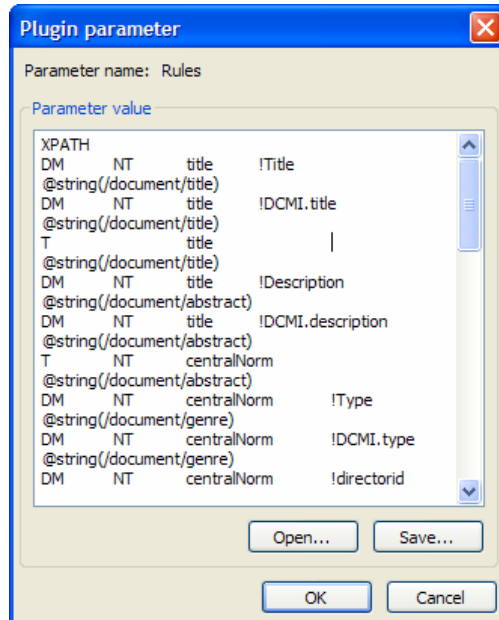 Plugin parameter
Parameter name: Rules
Parameter value
XPATH
DM NT title !Title
@string(/document/title)
DM NT title !DCMI.title
@string(/document/title)
T title
@string(/document/title)
DM NT title !Description
@string(/document/abstract)
DM NT title !DCMI.description
@string(/document/abstract)
T NT centralNorm
@string(/document/abstract)
DM NT centralNorm !Type
@string(/document/genre)
DM NT centralNorm !DCMI.type
@string(/document/genre)
DM NT centralNorm !directorid
Open... Save...
OK Cancel